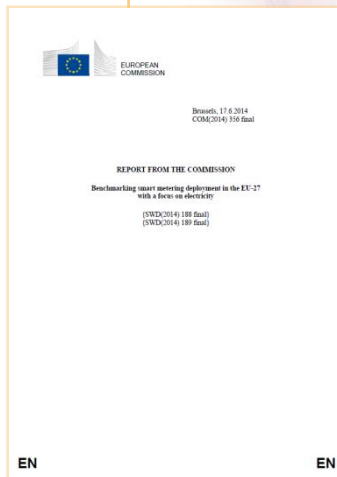 EUROPEAN
COMMISSION
Brussels, 17.6.2014
COM(2014) 356 final
REPORT FROM THE COMMISSION
Benchmarking smart metering deployment in the EU-27
with a focus on electricity
{SWD(2014) 188 final}
{SWD(2014) 189 final}
EN
EN